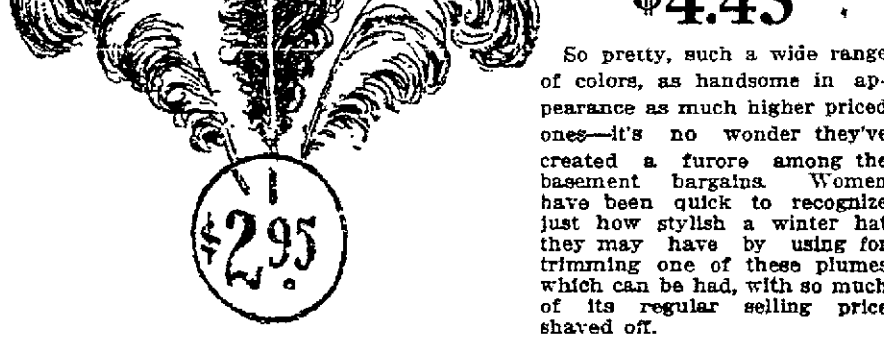 $4.45
So pretty, such a wide range
of colors, as handsome in ap-
pearance as much higher priced
ones—it's no wonder they've
created a furore among the
basement bargains. Women
have been quick to recognize
just how stylish a winter hat
they may have by using for
trimming one of these plumes
which can be had, with so much
of its regular selling price
shaved off.
$2.95